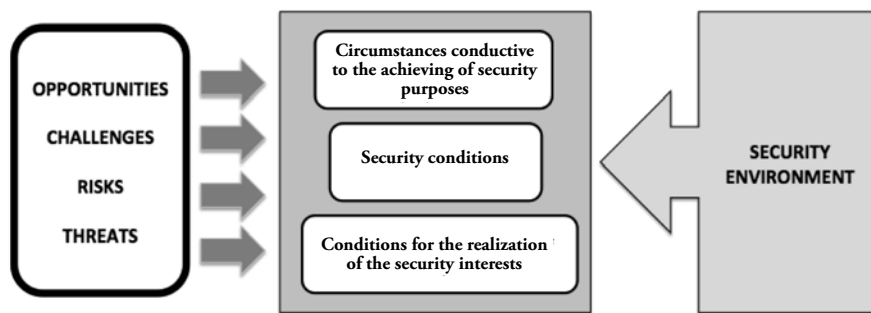 OPPORTUNITIES
CHALLENGES
RISKS
THREATS
Circumstances conductive
to the achieving of security
purposes
Security conditions
Conditions for the realization
of the security interests
SECURITY
ENVIRONMENT